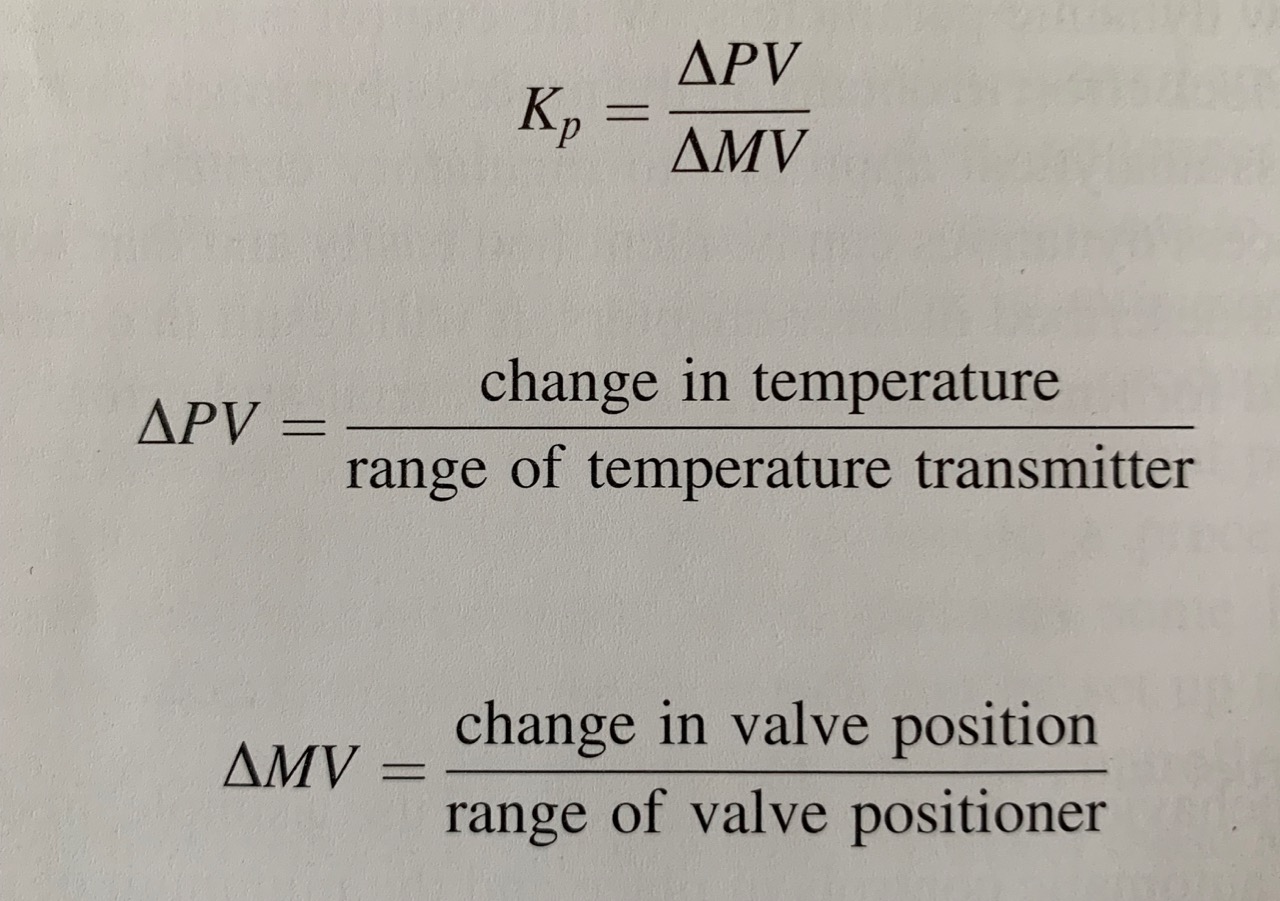 Kp = ΔPV / ΔMV
ΔPV = change in temperature / range of temperature transmitter
ΔMV = change in valve position / range of valve positioner